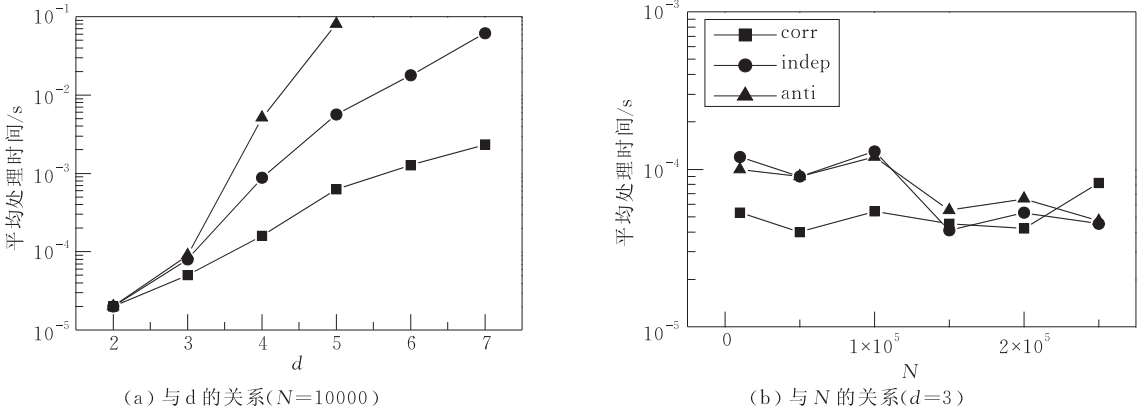 10⁻¹
10⁻²
10⁻³
10⁻⁴
10⁻⁵
平均处理时间/s
2 3 4 5 6 7
d
(a) 与d的关系(N=10000)
10⁻³
10⁻⁴
10⁻⁵
平均处理时间/s
corr
indep
anti
0 1×10⁵ 2×10⁵
N
(b) 与N的关系(d=3)